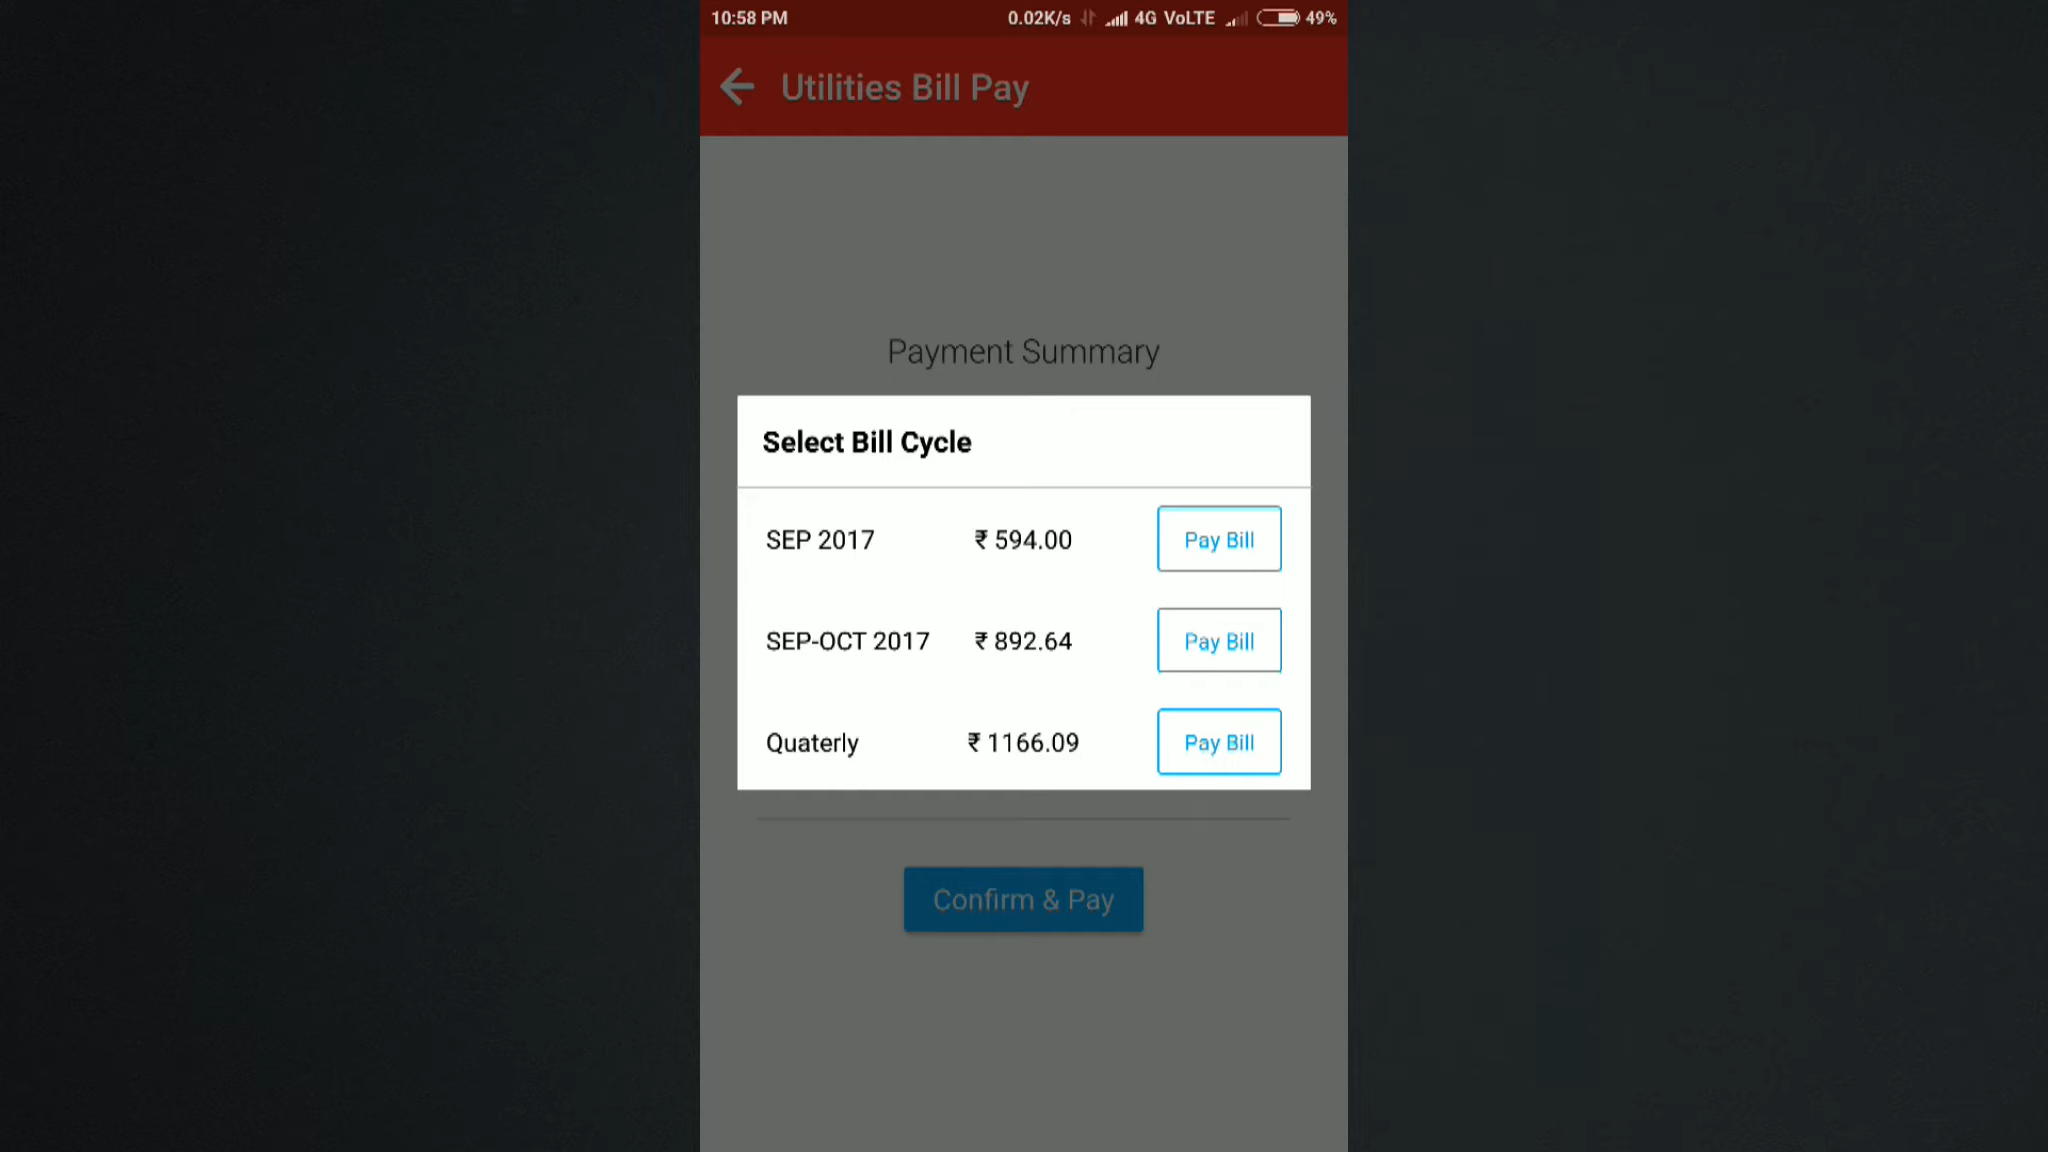 10:58 PM 0.02K/s 4G VoLTE 49%
Utilities Bill Pay
Payment Summary
Select Bill Cycle
SEP 2017 ₹ 594.00 Pay Bill
SEP-OCT 2017 ₹ 892.64 Pay Bill
Quaterly ₹ 1166.09 Pay Bill
Confirm & Pay